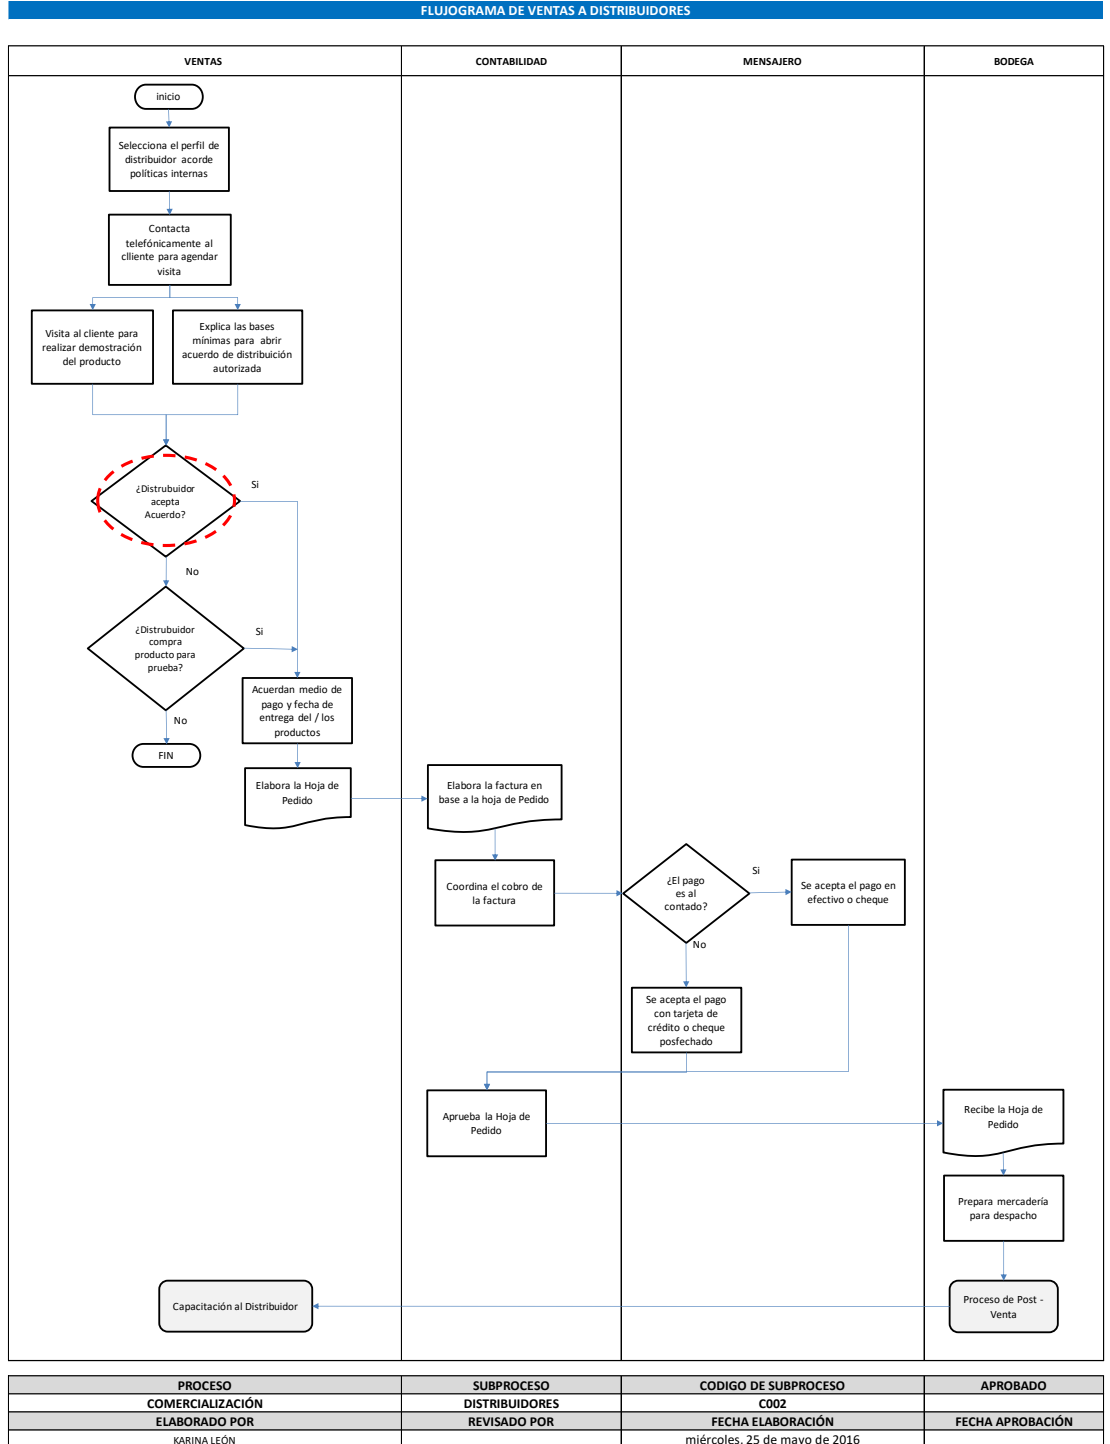 FLUJOGRAMA DE VENTAS A DISTRIBUIDORES
VENTAS
CONTABILIDAD
MENSAJERO
BODEGA
inicio
Selecciona el perfil de
distribuidor acorde
políticas internas
Contacta
telefónicamente al
clliente para agendar
visita
Visita al cliente para
realizar demostración
del producto
Explica las bases
mínimas para abrir
acuerdo de distribuición
autorizada
¿Distrubuidor
acepta
Acuerdo?
Si
No
¿Distrubuidor
compra
producto para
prueba?
Si
No
FIN
Acuerdan medio de
pago y fecha de
entrega del / los
productos
Elabora la Hoja de
Pedido
Elabora la factura en
base a la hoja de Pedido
Coordina el cobro de
la factura
¿El pago
es al
contado?
Si
No
Se acepta el pago en
efectivo o cheque
Se acepta el pago
con tarjeta de
crédito o cheque
posfechado
Aprueba la Hoja de
Pedido
Recibe la Hoja de
Pedido
Prepara mercadería
para despacho
Proceso de Post -
Venta
Capacitación al Distribuidor
PROCESO
SUBPROCESO
CODIGO DE SUBPROCESO
APROBADO
COMERCIALIZACIÓN
DISTRIBUIDORES
C002
ELABORADO POR
REVISADO POR
FECHA ELABORACIÓN
FECHA APROBACIÓN
KARINA LEÓN
miércoles, 25 de mayo de 2016